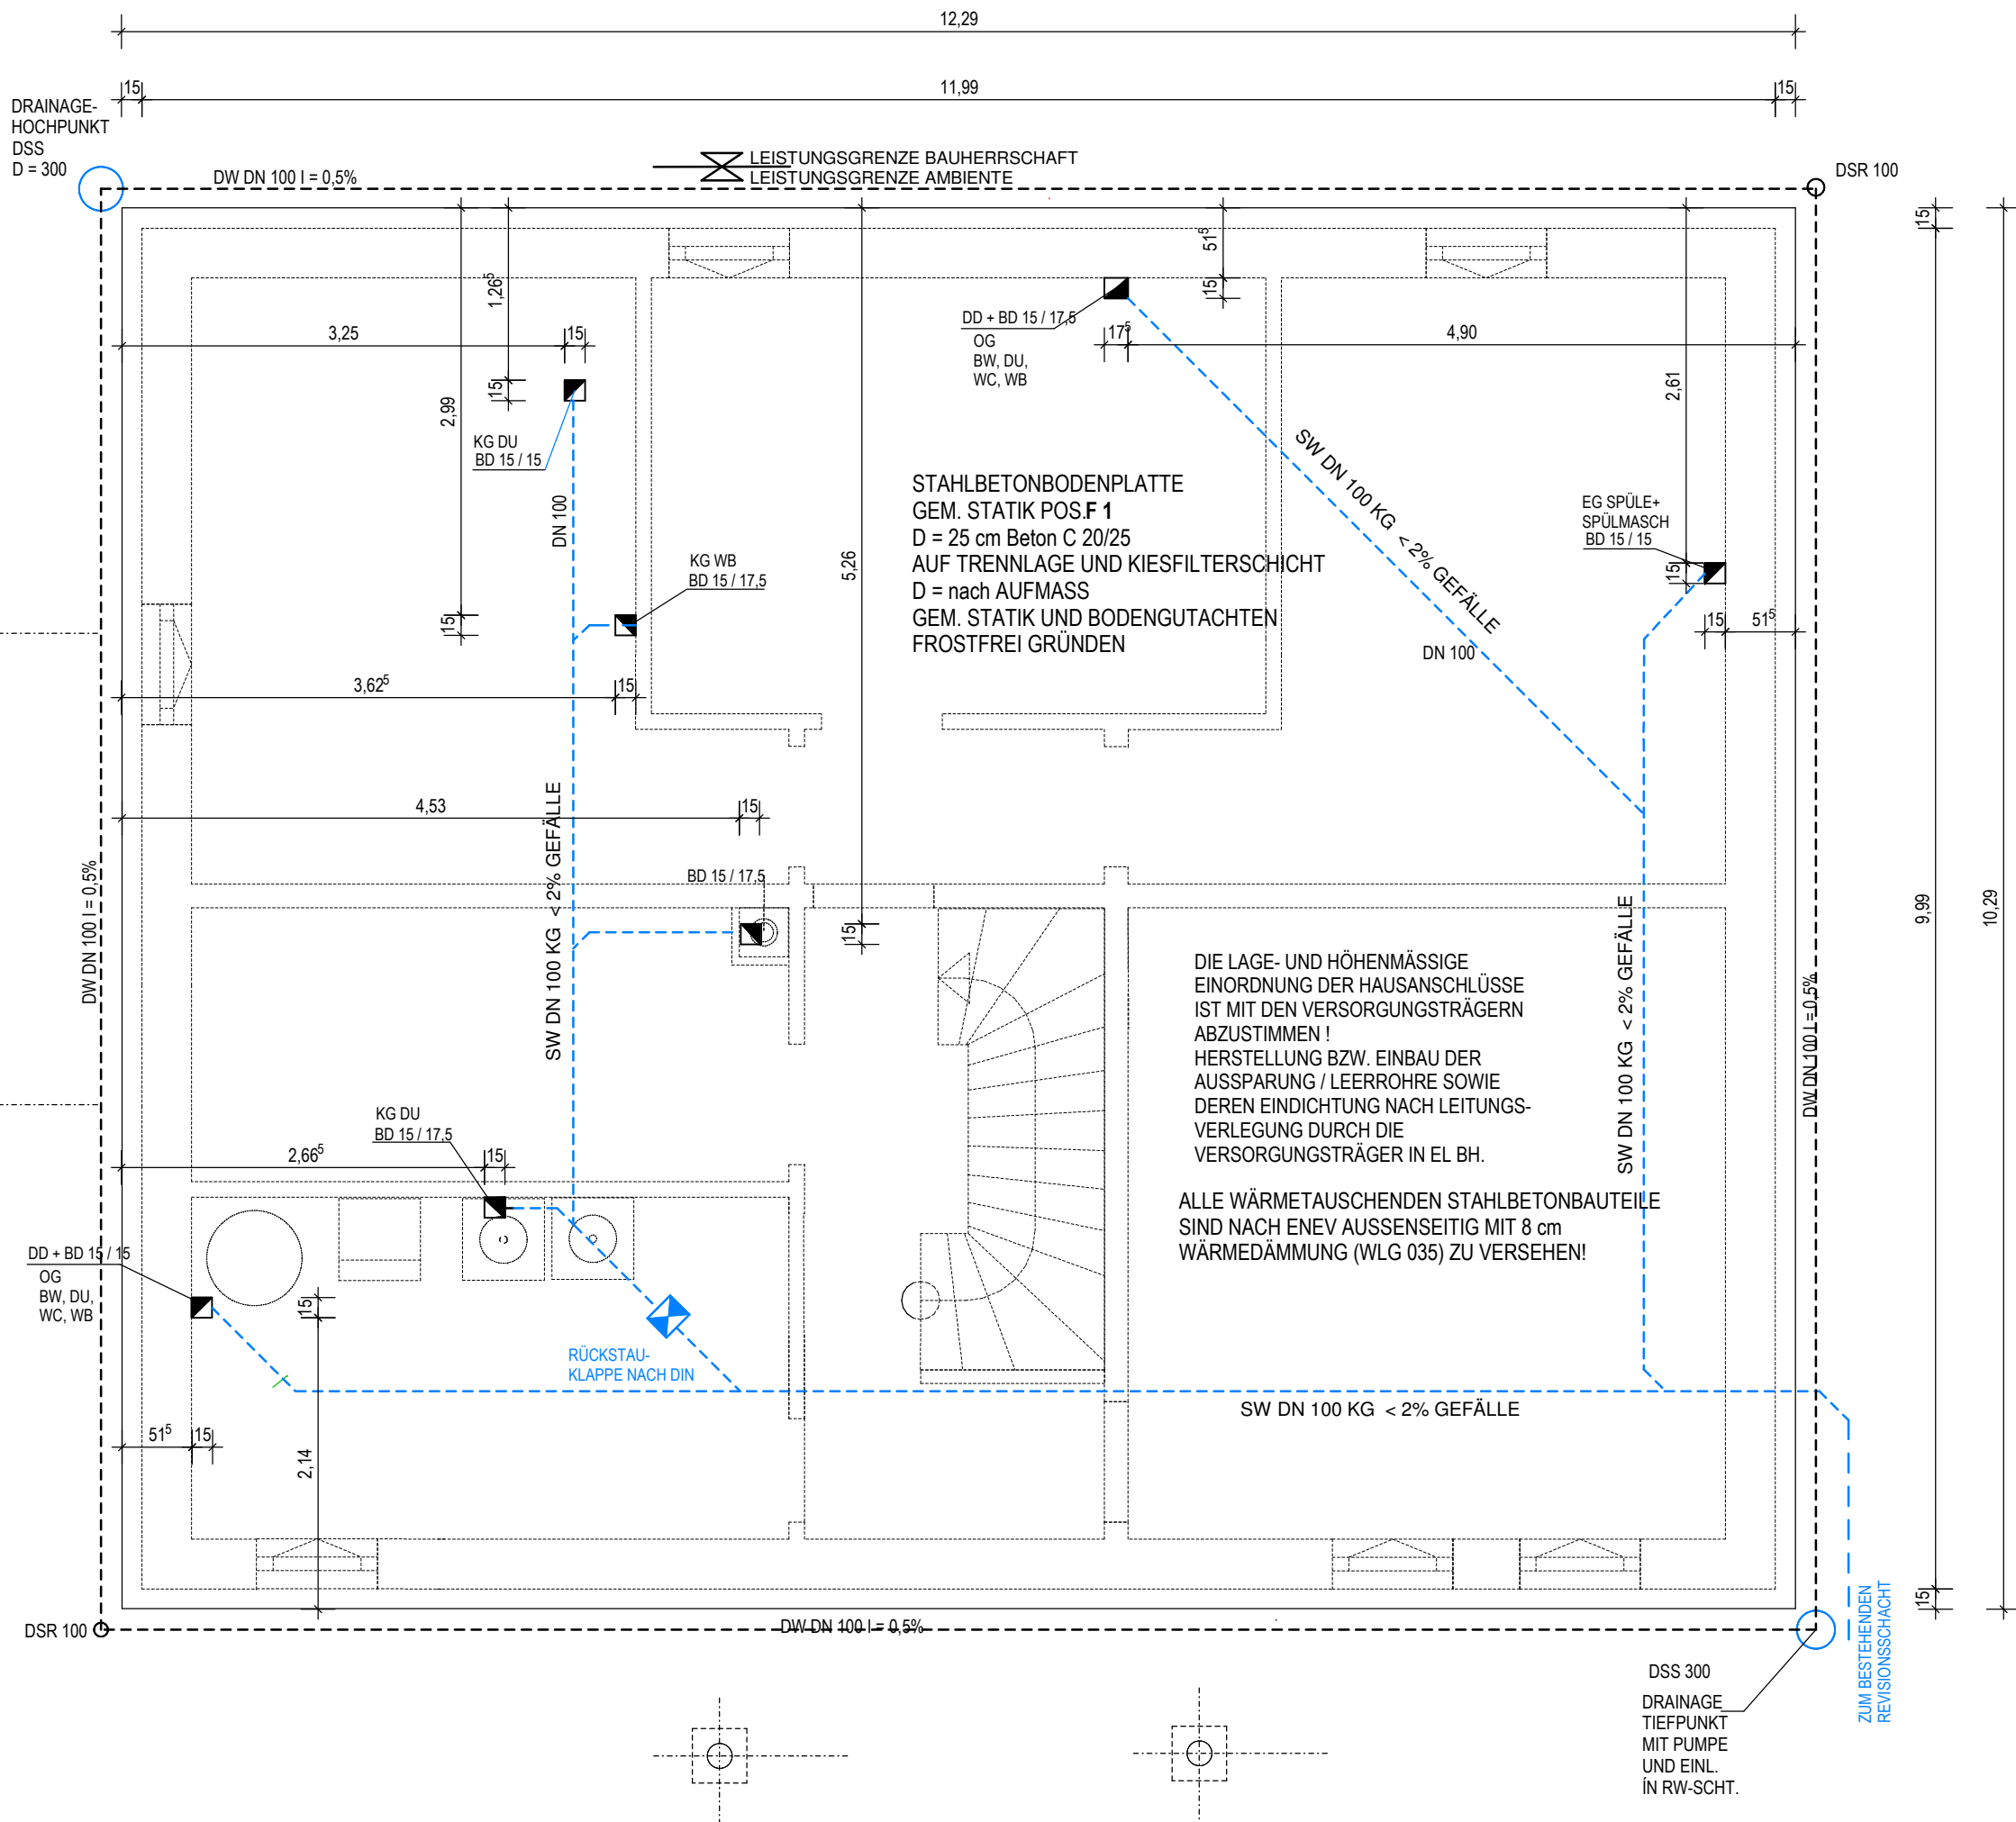 12,29
15
11,99
15
DRAINAGE-
HOCHPUNKT
DSS
D = 300
DW DN 100 I = 0,5%
LEISTUNGSGRENZE BAUHERRSCHAFT
LEISTUNGSGRENZE AMBIENTE
DSR 100
15
51⁵
15
1,26⁵
15
2,99
15
3,25
15
KG DU
BD 15 / 15
DN 100
DD + BD 15 / 17,5
OG
BW, DU,
WC, WB
17⁵
4,90
2,61
15
SW DN 100 KG < 2% GEFÄLLE
DN 100
EG SPÜLE+
SPÜLMASCH
BD 15 / 15
15
51⁵
STAHLBETONBODENPLATTE
GEM. STATIK POS.F 1
D = 25 cm Beton C 20/25
AUF TRENNLAGE UND KIESFILTERSCHICHT
D = nach AUFMASS
GEM. STATIK UND BODENGUTACHTEN
FROSTFREI GRÜNDEN
KG WB
BD 15 / 17,5
5,26
15
3,62⁵
15
4,53
15
SW DN 100 KG < 2% GEFÄLLE
BD 15 / 17,5
DW DN 100 I = 0,5%
9,99
10,29
DIE LAGE- UND HÖHENMÄSSIGE
EINORDNUNG DER HAUSANSCHLÜSSE
IST MIT DEN VERSORGUNGSTRÄGERN
ABZUSTIMMEN !
HERSTELLUNG BZW. EINBAU DER
AUSSPARUNG / LEERROHRE SOWIE
DEREN EINDICHTUNG NACH LEITUNGS-
VERLEGUNG DURCH DIE
VERSORGUNGSTRÄGER IN EL BH.
ALLE WÄRMETAUSCHENDEN STAHLBETONBAUTEILE
SIND NACH ENEV AUSSENSEITIG MIT 8 cm
WÄRMEDÄMMUNG (WLG 035) ZU VERSEHEN!
SW DN 100 KG < 2% GEFÄLLE
DW DN 100 I = 0,5%
KG DU
BD 15 / 17,5
2,66⁵
15
DD + BD 15 / 15
OG
BW, DU,
WC, WB
15
2,14
51⁵
15
RÜCKSTAU-
KLAPPE NACH DIN
SW DN 100 KG < 2% GEFÄLLE
15
DSR 100
DW DN 100 I = 0,5%
ZUM BESTEHENDEN
REVISIONSSCHACHT
DSS 300
DRAINAGE
TIEFPUNKT
MIT PUMPE
UND EINL.
ÍN RW-SCHT.